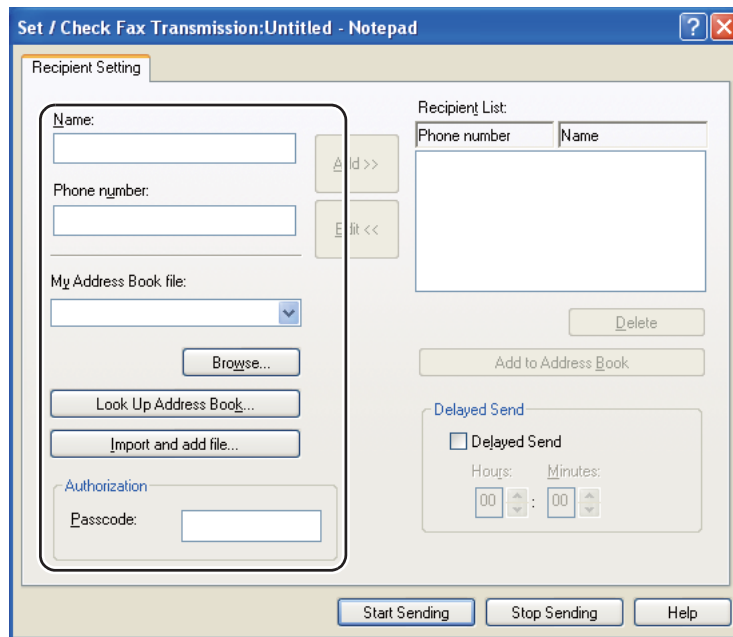 Set / Check Fax Transmission:Untitled - Notepad
?
Recipient Setting
Name:
Phone number:
My Address Book file:
Browse...
Look Up Address Book...
Import and add file...
Authorization
Passcode:
Add >>
Edit <<
Recipient List:
Phone number Name
Delete
Add to Address Book
Delayed Send
Delayed Send
Hours: Minutes:
00 : 00
Start Sending Stop Sending Help